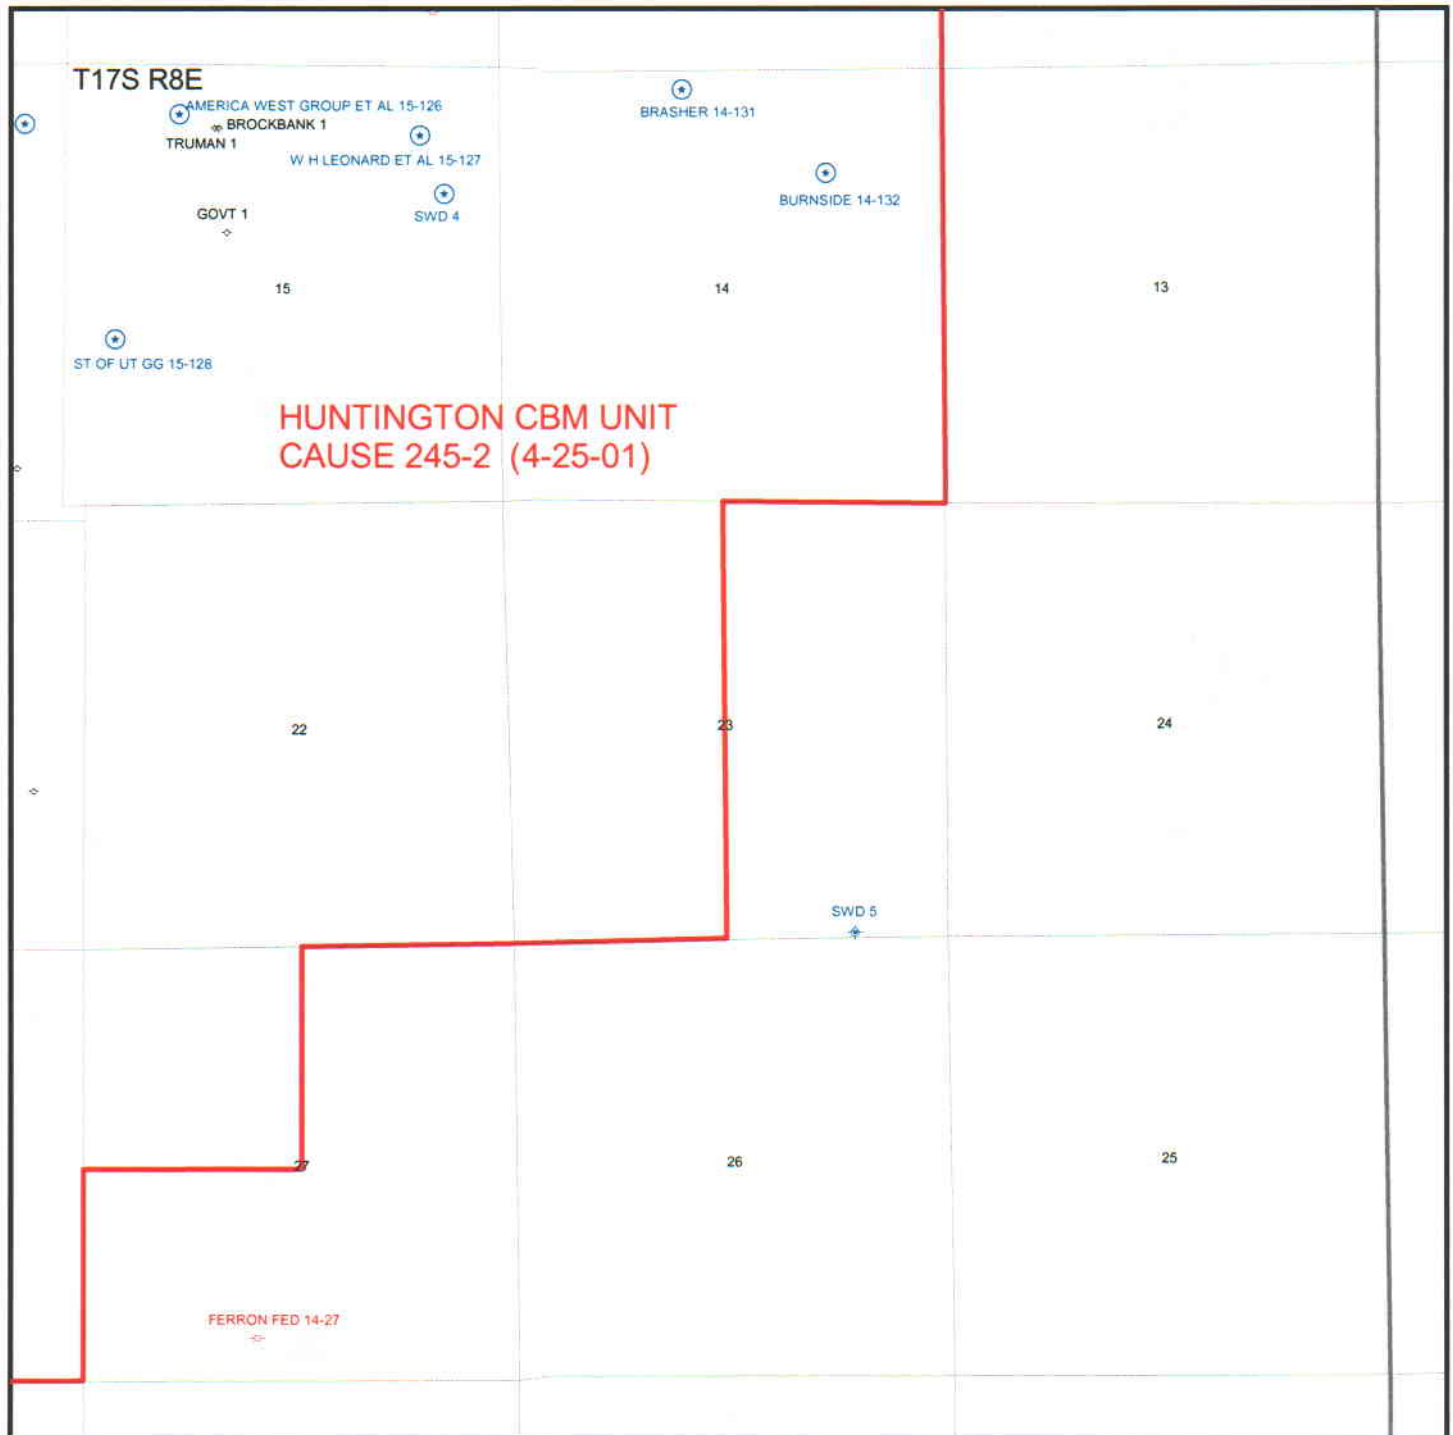 T17S R8E
AMERICA WEST GROUP ET AL 15-126
BRASHER 14-131
BROCKBANK 1
TRUMAN 1
W H LEONARD ET AL 15-127
BURNSIDE 14-132
GOVT 1
SWD 4
15
14
13
ST OF UT GG 15-128
HUNTINGTON CBM UNIT
CAUSE 245-2 (4-25-01)
22
23
24
SWD 5
27
26
25
FERRON FED 14-27